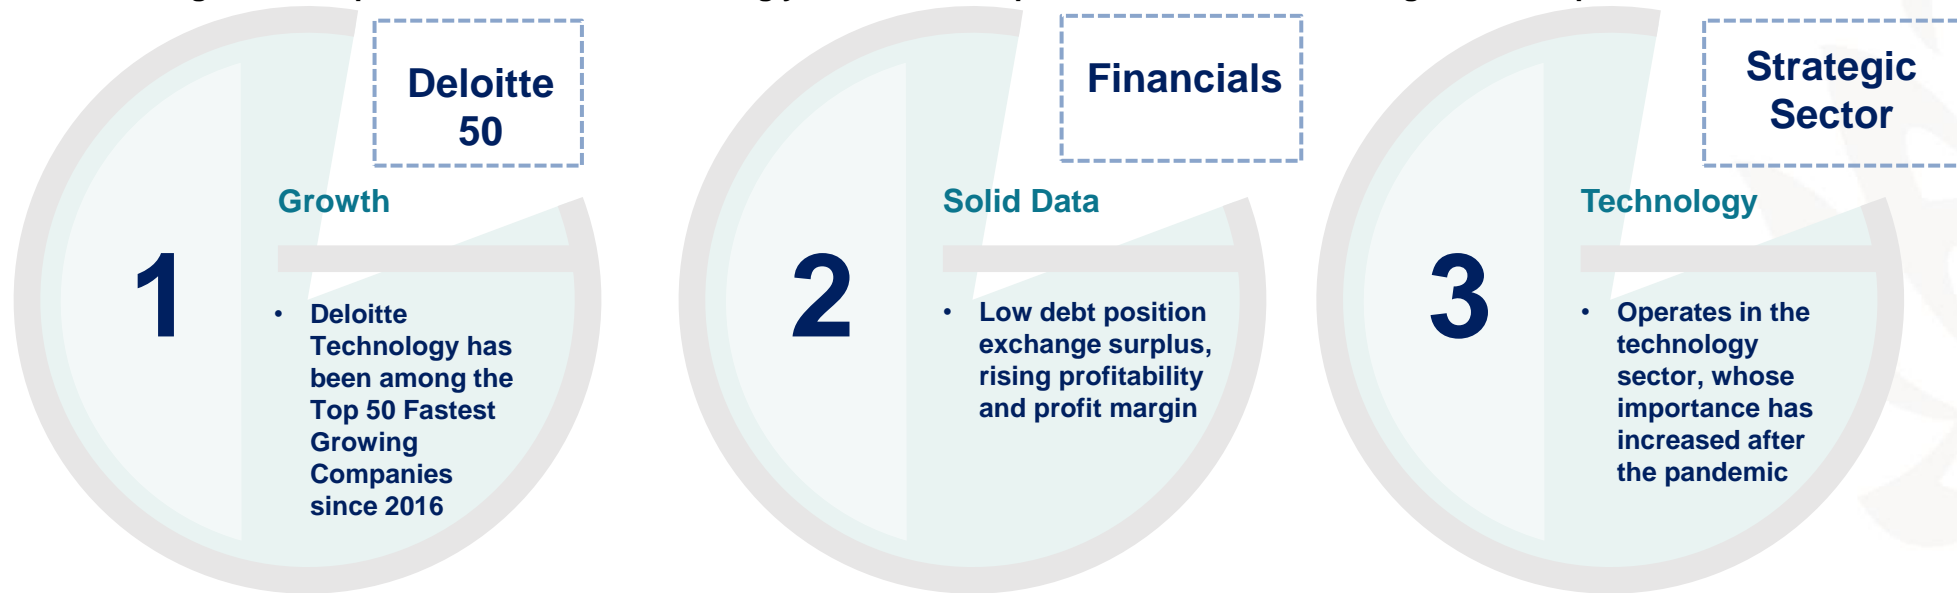 Deloitte
50
Growth
1
• Deloitte
Technology has
been among the
Top 50 Fastest
Growing
Companies
since 2016
Financials
Solid Data
2
• Low debt position
exchange surplus,
rising profitability
and profit margin
Strategic
Sector
Technology
3
• Operates in the
technology
sector, whose
importance has
increased after
the pandemic